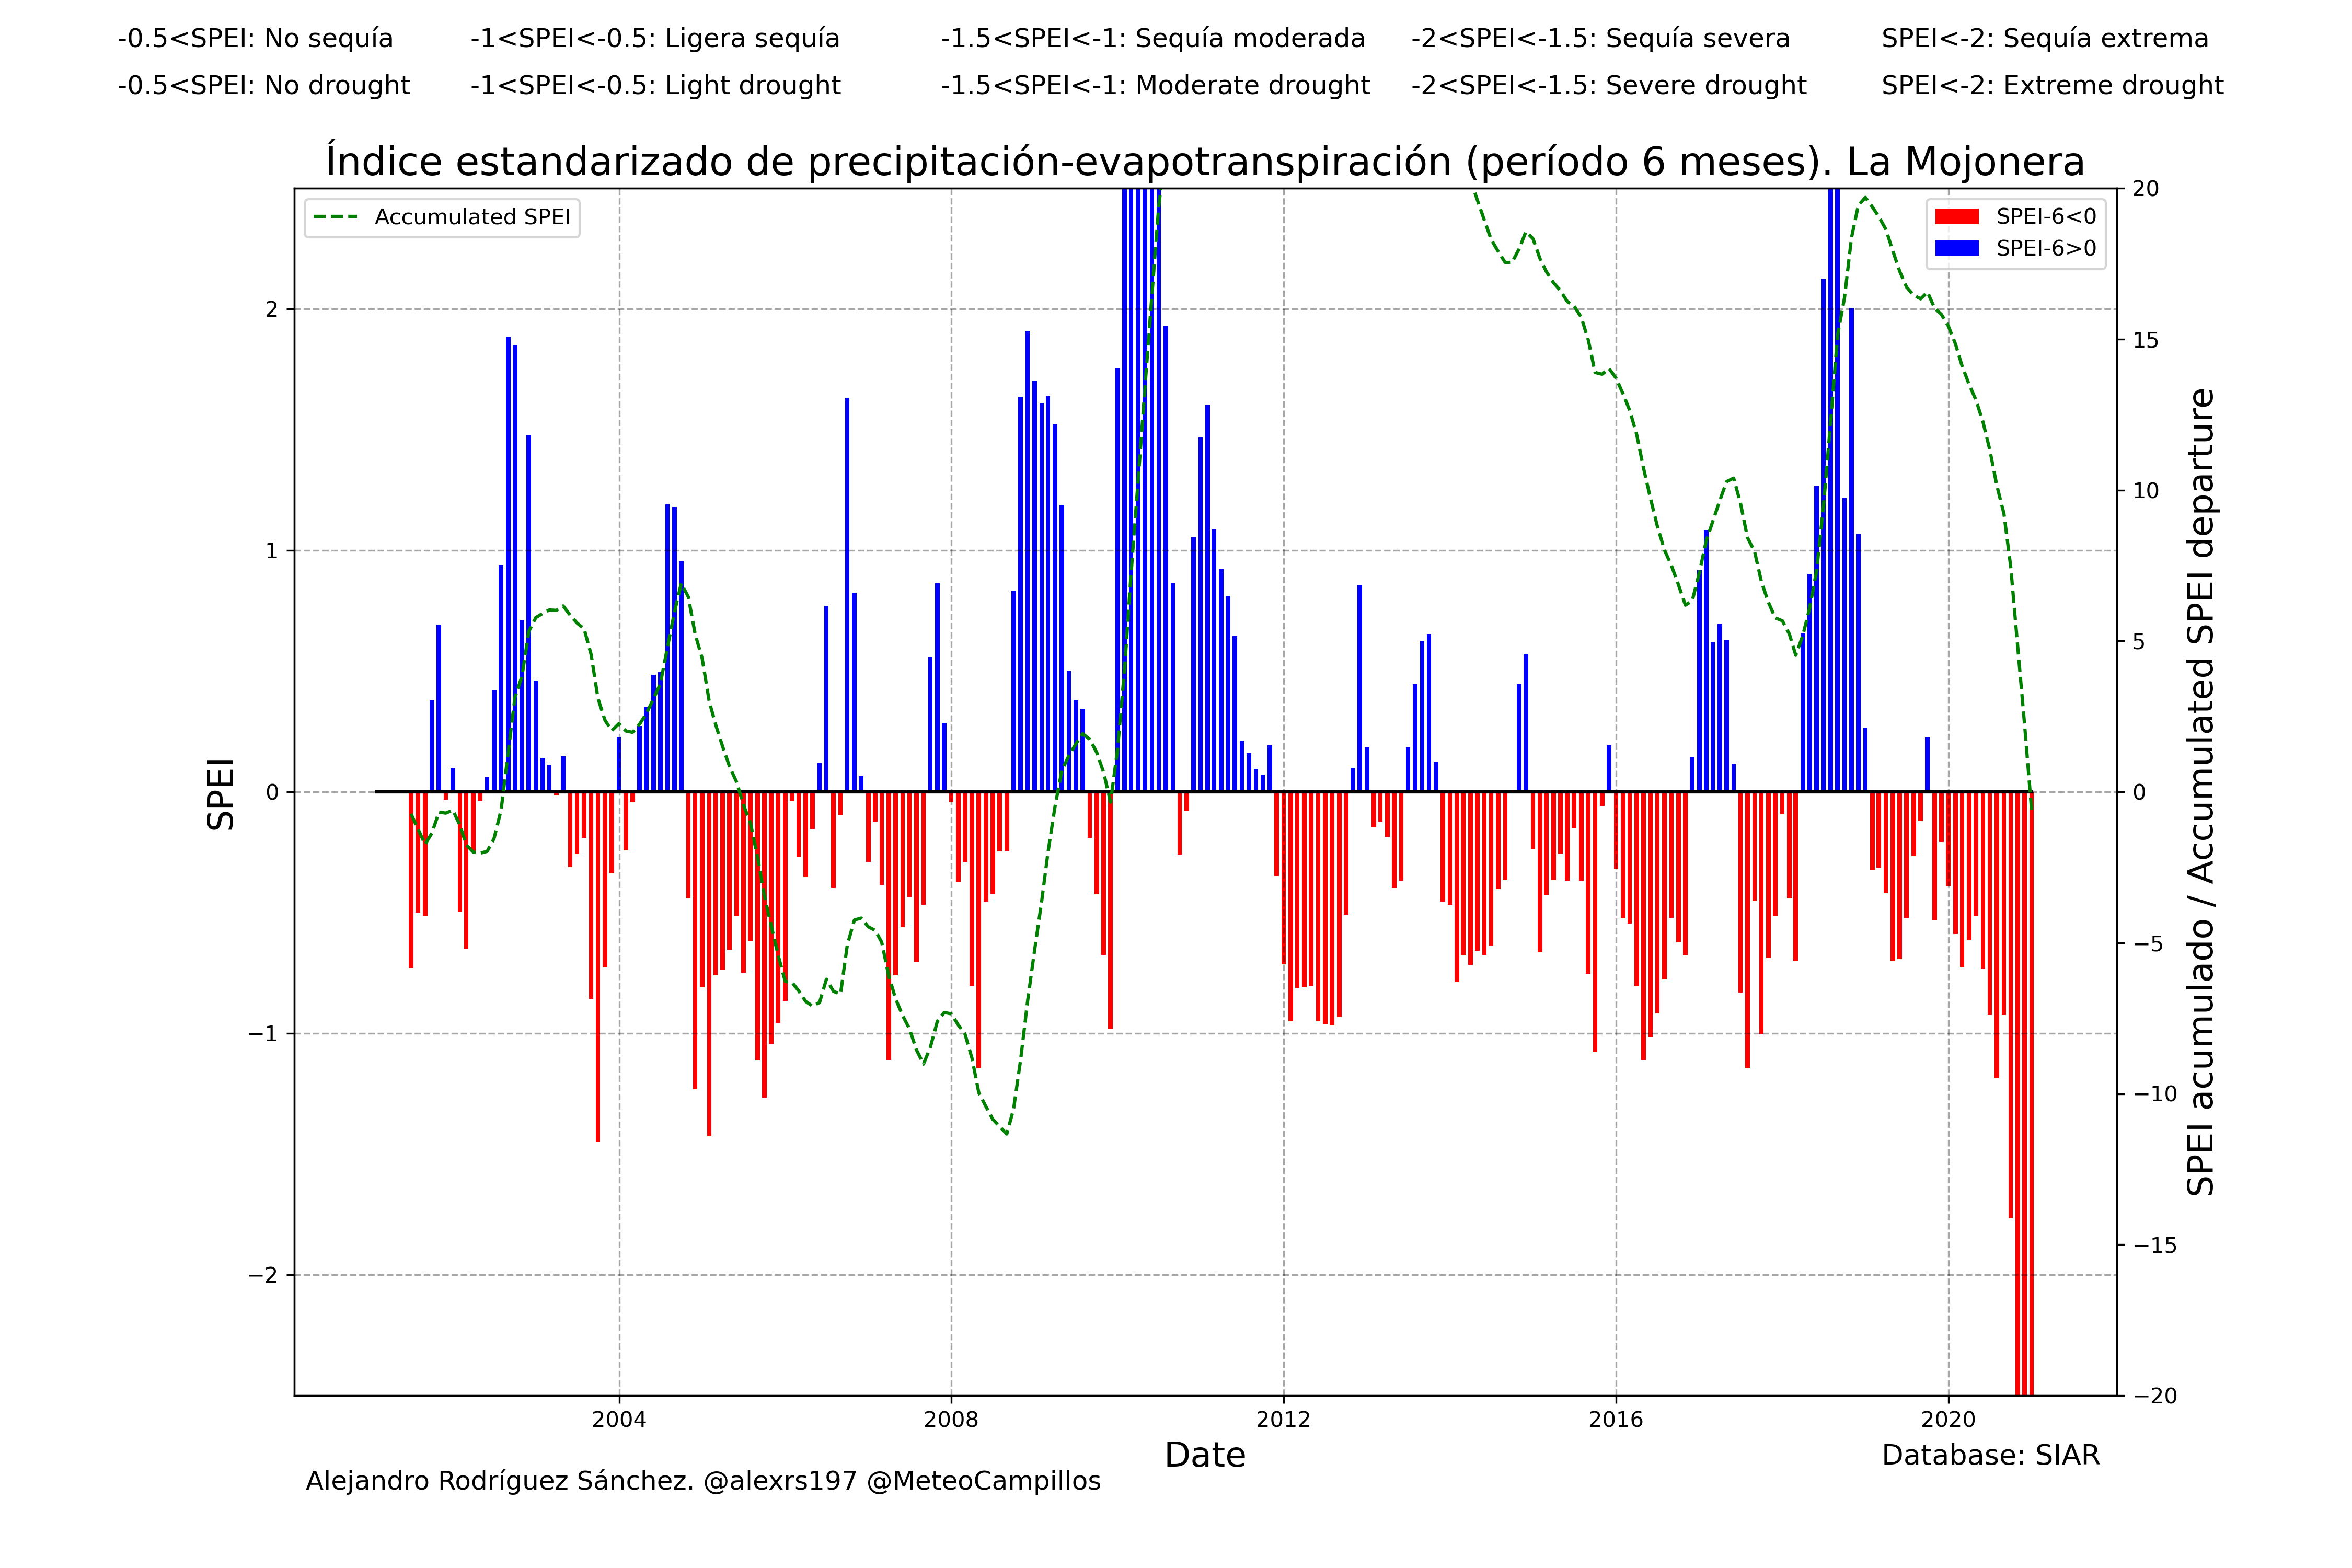 -0.5<SPEI: No sequía -1<SPEI<-0.5: Ligera sequía -1.5<SPEI<-1: Sequía moderada -2<SPEI<-1.5: Sequía severa SPEI<-2: Sequía extrema
-0.5<SPEI: No drought -1<SPEI<-0.5: Light drought -1.5<SPEI<-1: Moderate drought -2<SPEI<-1.5: Severe drought SPEI<-2: Extreme drought
Índice estandarizado de precipitación-evapotranspiración (período 6 meses). La Mojonera
Accumulated SPEI
SPEI-6<0
SPEI-6>0
SPEI
2
1
0
−1
−2
20
15
10
5
0
−5
−10
−15
−20
SPEI acumulado / Accumulated SPEI departure
2004 2008 2012 2016 2020
Date
Database: SIAR
Alejandro Rodríguez Sánchez. @alexrs197 @MeteoCampillos